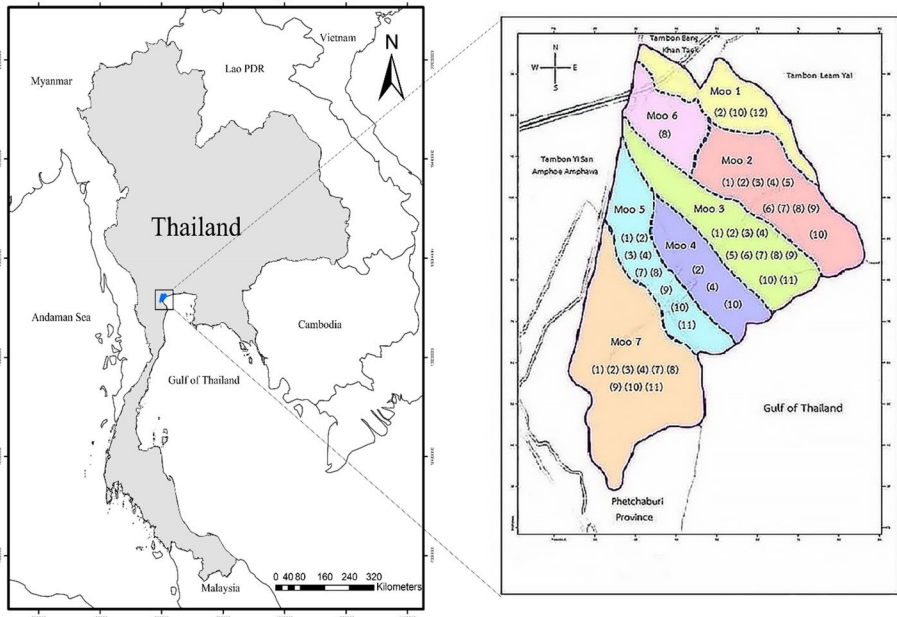 Vietnam
N
Lao PDR
Myanmar
Thailand
Andaman Sea
Cambodia
Gulf of Thailand
0 40 80 160 240 320
Kilometers
Malaysia
Tambon Bang
Khan Taek
N
W E
S
Tambon Leam Yai
Moo 1
(2) (10) (12)
Moo 6
(8)
Moo 2
(1) (2) (3) (4) (5)
(6) (7) (8) (9)
(10)
Tambon Yi San
Amphoe Amphawa
Moo 3
(1) (2) (3) (4)
(5) (6) (7) (8) (9)
(10) (11)
Moo 5
(1) (2)
(3) (4)
(7) (8)
(9)
(10)
(11)
Moo 4
(2)
(4)
(10)
Moo 7
(1) (2) (3) (4) (7) (8)
(9) (10) (11)
Gulf of Thailand
Phetchaburi
Province